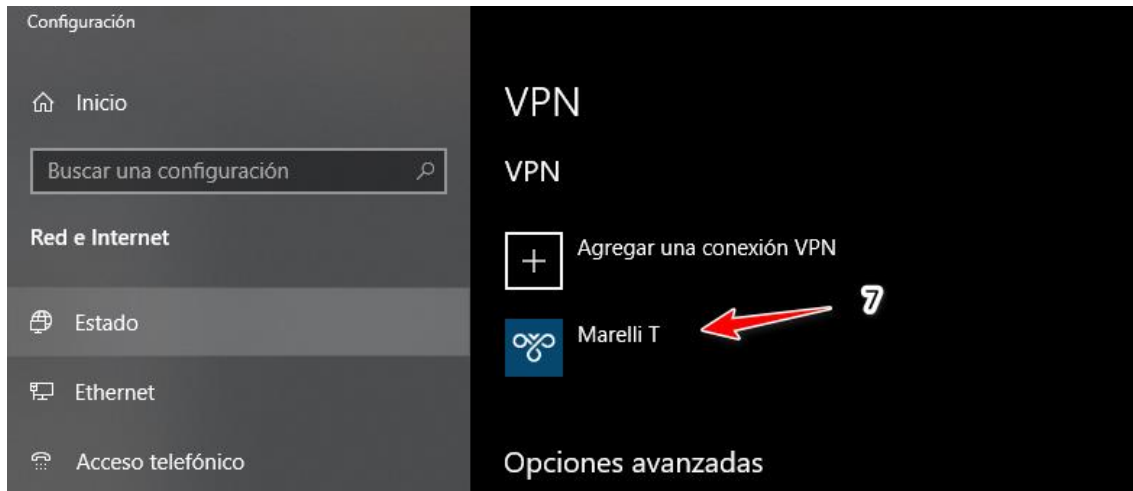 Configuración
Inicio
Buscar una configuración
Red e Internet
Estado
Ethernet
Acceso telefónico
VPN
VPN
Agregar una conexión VPN
7
Marelli T
Opciones avanzadas